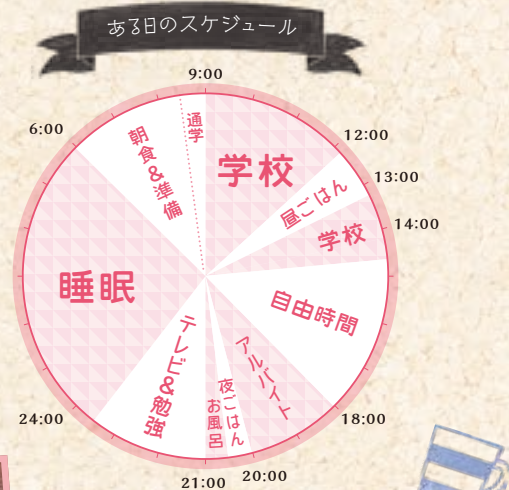 ある日のスケジュール
9:00
通学
学校
12:00
昼ごはん
13:00
学校
14:00
自由時間
18:00
アルバイト
20:00
夜ごはん
お風呂
21:00
テレビ&勉強
24:00
睡眠
6:00
朝食&準備